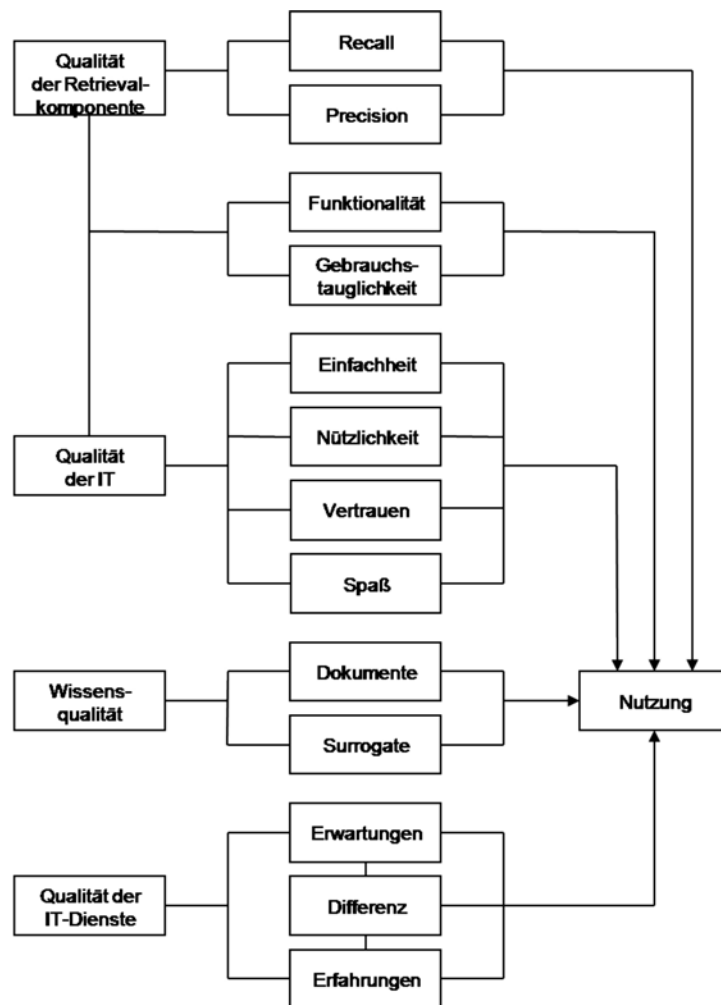 Qualität
der Retrieval-
komponente
Recall
Precision
Funktionalität
Gebrauchs-
tauglichkeit
Qualität
der IT
Einfachheit
Nützlichkeit
Vertrauen
Spaß
Wissens-
qualität
Dokumente
Surrogate
Nutzung
Qualität der
IT-Dienste
Erwartungen
Differenz
Erfahrungen